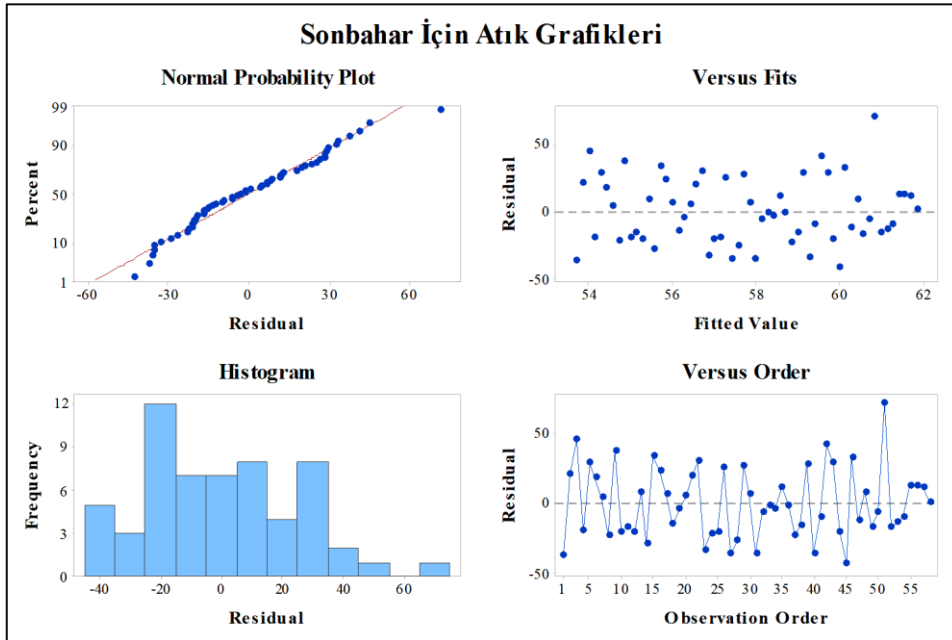 Sonbahar İçin Atık Grafikleri
Normal Probability Plot
Percent
99
90
50
10
1
-60 -30 0 30 60
Residual
Versus Fits
Residual
50
0
-50
54 56 58 60 62
Fitted Value
Histogram
Frequency
12
9
6
3
0
-40 -20 0 20 40 60
Residual
Versus Order
Residual
50
0
-50
1 5 10 15 20 25 30 35 40 45 50 55
Observation Order